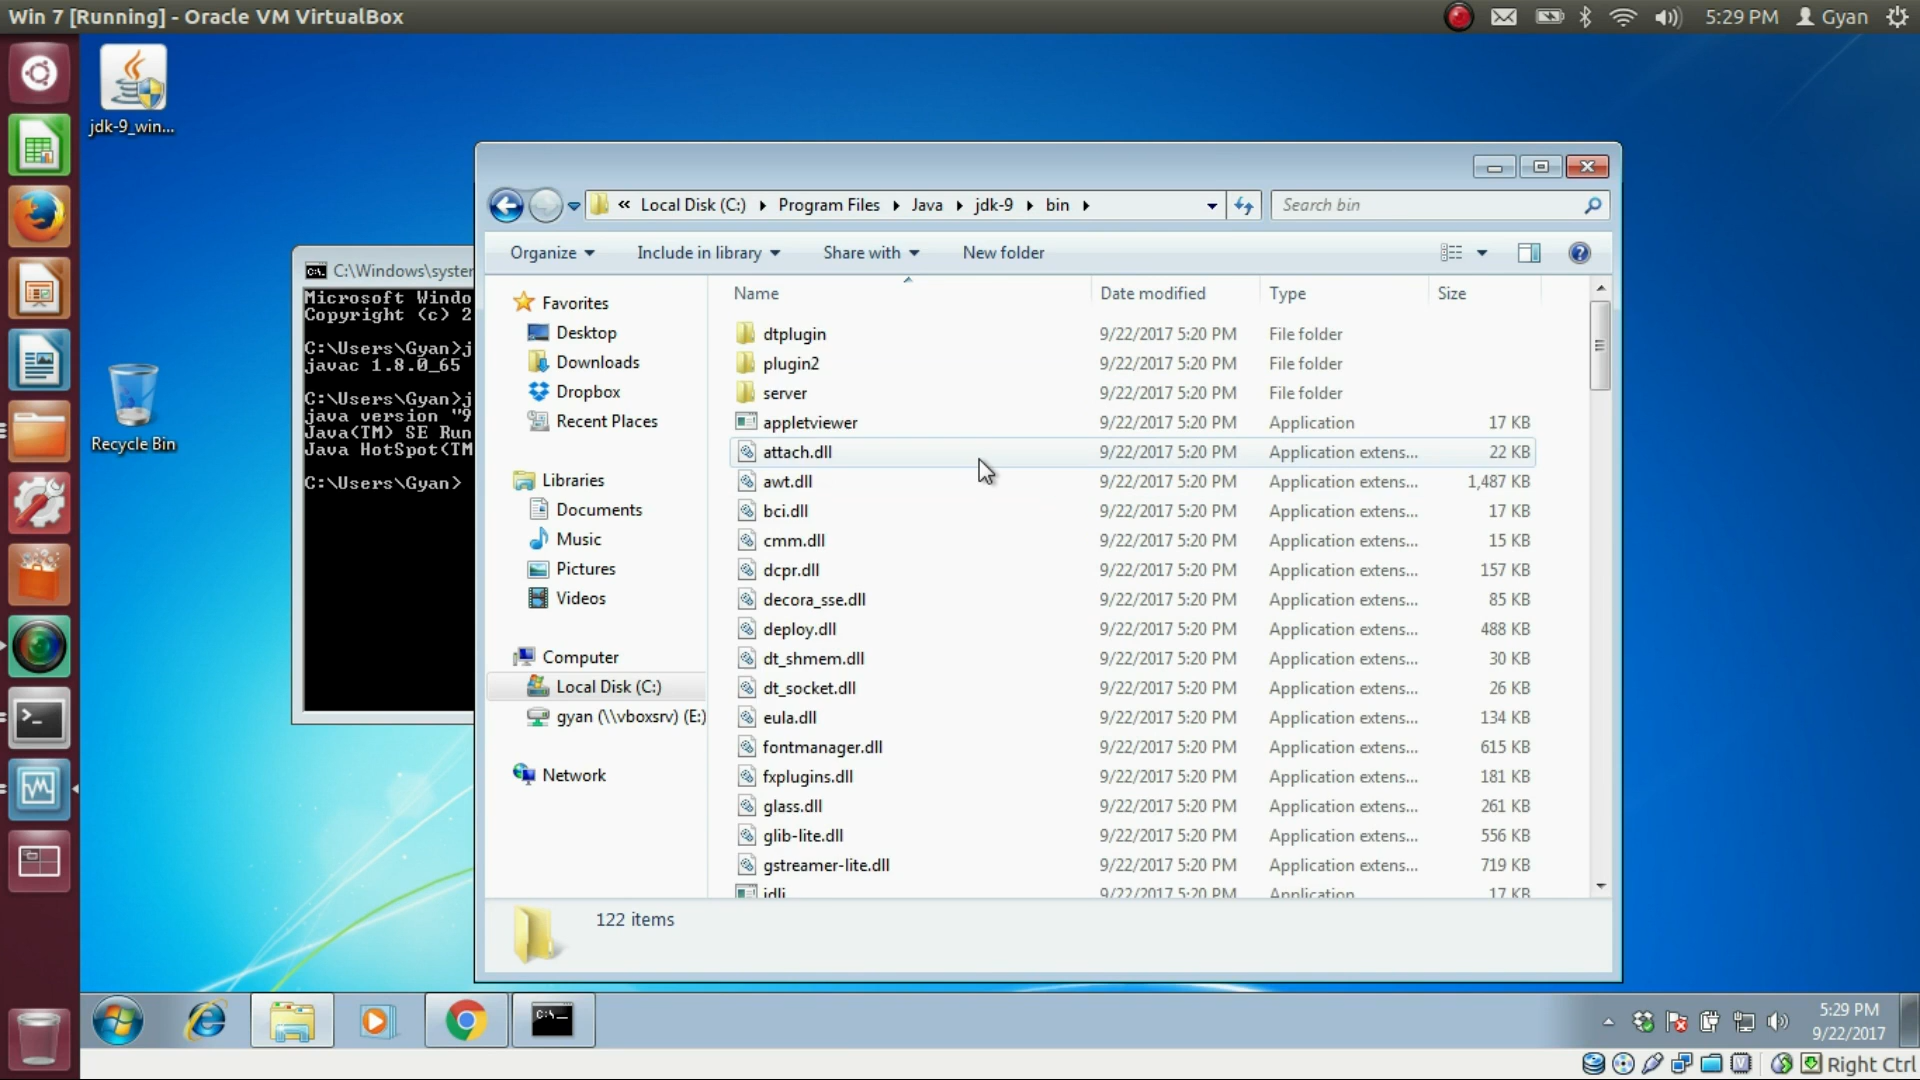 Win 7 [Running] - Oracle VM VirtualBox
5:29 PM
Gyan
jdk-9_win...
Recycle Bin
C:\Windows\syster
Microsoft Windo
Copyright (c) 2
C:\Users\Gyan>j
javac 1.8.0_65
C:\Users\Gyan>j
java version "9
Java(TM) SE Run
Java HotSpot(TM
C:\Users\Gyan>
« Local Disk (C:) Program Files Java jdk-9 bin
Search bin
Organize Include in library Share with New folder
Favorites
Desktop
Downloads
Dropbox
Recent Places
Libraries
Documents
Music
Pictures
Videos
Computer
Local Disk (C:)
gyan (\\vboxsrv) (E:)
Network
Name Date modified Type Size
dtplugin 9/22/2017 5:20 PM File folder
plugin2 9/22/2017 5:20 PM File folder
server 9/22/2017 5:20 PM File folder
appletviewer 9/22/2017 5:20 PM Application 17 KB
attach.dll 9/22/2017 5:20 PM Application extens... 22 KB
awt.dll 9/22/2017 5:20 PM Application extens... 1,487 KB
bci.dll 9/22/2017 5:20 PM Application extens... 17 KB
cmm.dll 9/22/2017 5:20 PM Application extens... 15 KB
dcpr.dll 9/22/2017 5:20 PM Application extens... 157 KB
decora_sse.dll 9/22/2017 5:20 PM Application extens... 85 KB
deploy.dll 9/22/2017 5:20 PM Application extens... 488 KB
dt_shmem.dll 9/22/2017 5:20 PM Application extens... 30 KB
dt_socket.dll 9/22/2017 5:20 PM Application extens... 26 KB
eula.dll 9/22/2017 5:20 PM Application extens... 134 KB
fontmanager.dll 9/22/2017 5:20 PM Application extens... 615 KB
fxplugins.dll 9/22/2017 5:20 PM Application extens... 181 KB
glass.dll 9/22/2017 5:20 PM Application extens... 261 KB
glib-lite.dll 9/22/2017 5:20 PM Application extens... 556 KB
gstreamer-lite.dll 9/22/2017 5:20 PM Application extens... 719 KB
idli 9/22/2017 5:20 PM Application 17 KB
122 items
5:29 PM
9/22/2017
Right Ctrl